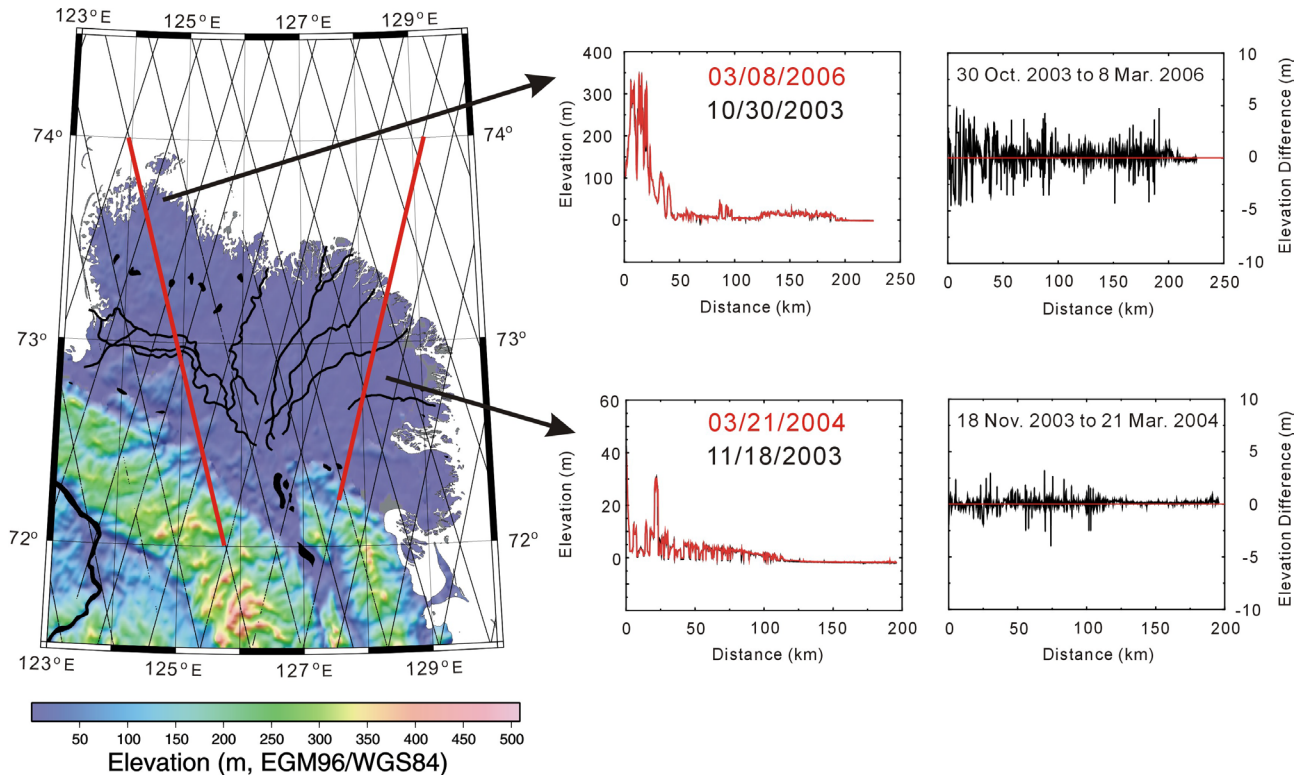 123°E 125°E 127°E 129°E
74° 74°
73° 73°
72° 72°
123°E 125°E 127°E 129°E
50 100 150 200 250 300 350 400 450 500
Elevation (m, EGM96/WGS84)
400
300
200
100
0
Elevation (m)
03/08/2006
10/30/2003
0 50 100 150 200 250
Distance (km)
30 Oct. 2003 to 8 Mar. 2006
10
5
0
-5
-10
Elevation Difference (m)
0 50 100 150 200 250
Distance (km)
60
40
20
0
Elevation (m)
03/21/2004
11/18/2003
0 50 100 150 200
Distance (km)
18 Nov. 2003 to 21 Mar. 2004
10
5
0
-5
-10
Elevation Difference (m)
0 50 100 150 200
Distance (km)